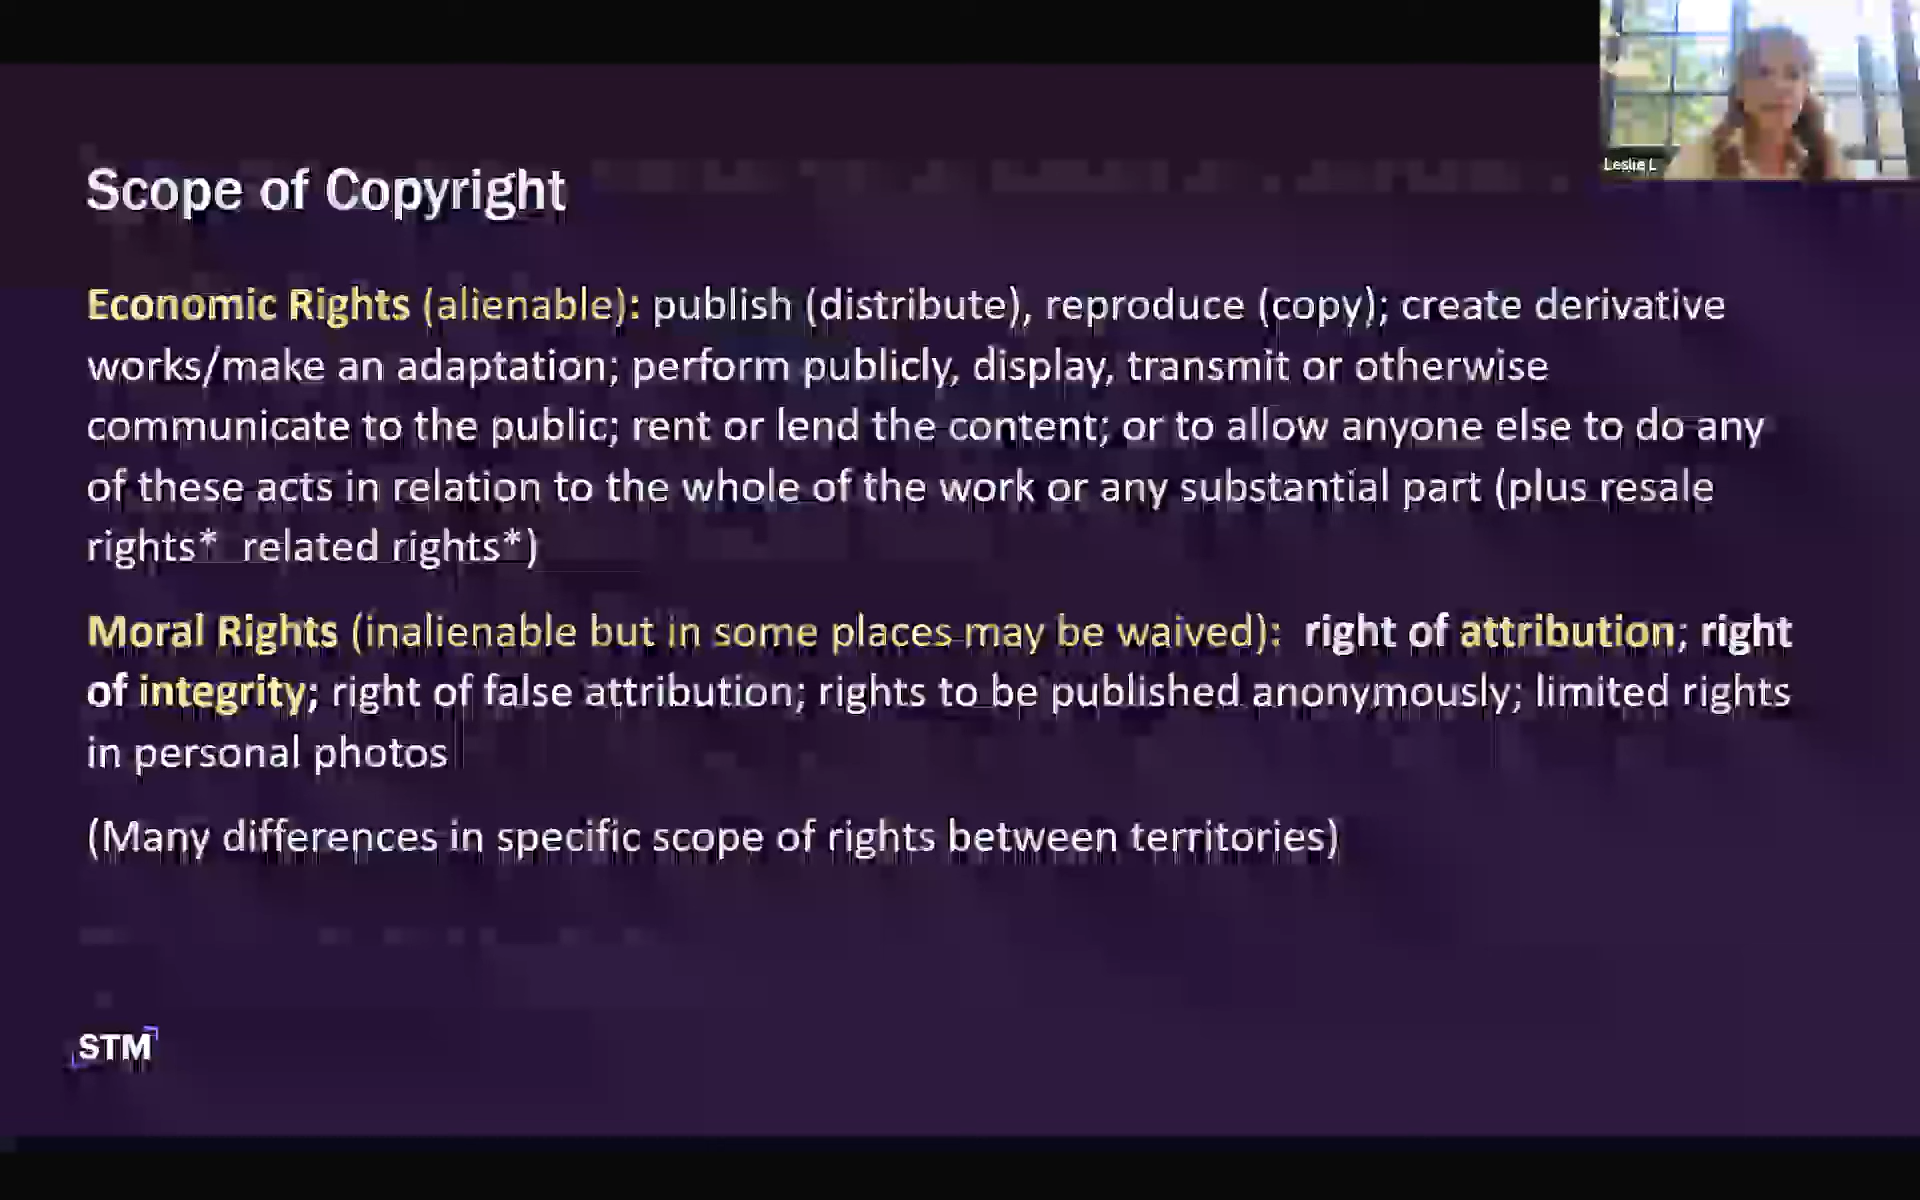 Leslie L
Scope of Copyright
Economic Rights (alienable): publish (distribute), reproduce (copy); create derivative
works/make an adaptation; perform publicly, display, transmit or otherwise
communicate to the public; rent or lend the content; or to allow anyone else to do any
of these acts in relation to the whole of the work or any substantial part (plus resale
rights* related rights*)
Moral Rights (inalienable but in some places may be waived): right of attribution; right
of integrity; right of false attribution; rights to be published anonymously; limited rights
in personal photos
(Many differences in specific scope of rights between territories)
STM